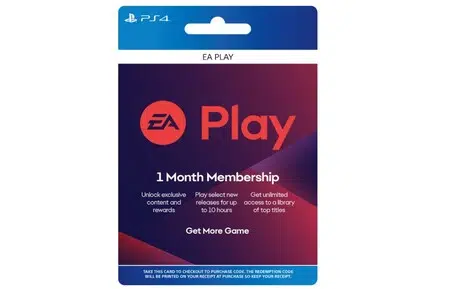 PS4
EA PLAY
EA Play
1 Month Membership
Unlock exclusive content and rewards
Play select new releases for up to 10 hours
Get unlimited access to a library of top titles
Get More Game
TAKE THIS CARD TO CHECKOUT TO PURCHASE CODE. THE REDEMPTION CODE
WILL BE PRINTED ON YOUR RECEIPT AT PURCHASE SO KEEP YOUR RECEIPT.